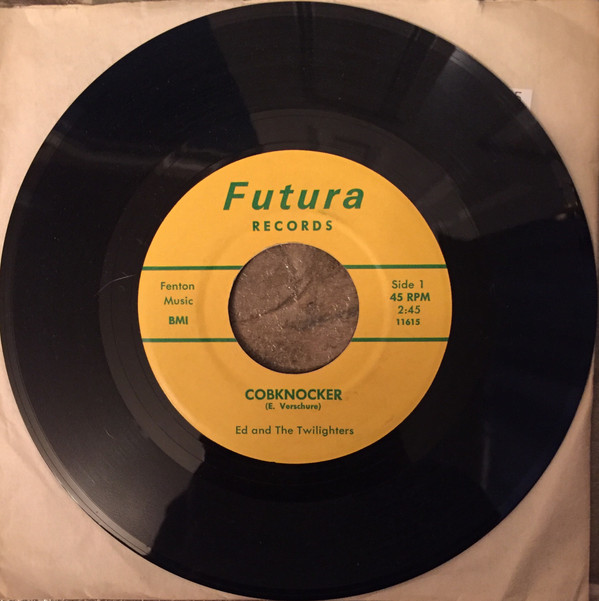 Futura
RECORDS
Fenton
Music
BMI
Side 1
45 RPM
2:45
11615
COBKNOCKER
(E. Verschure)
Ed and The Twilighters